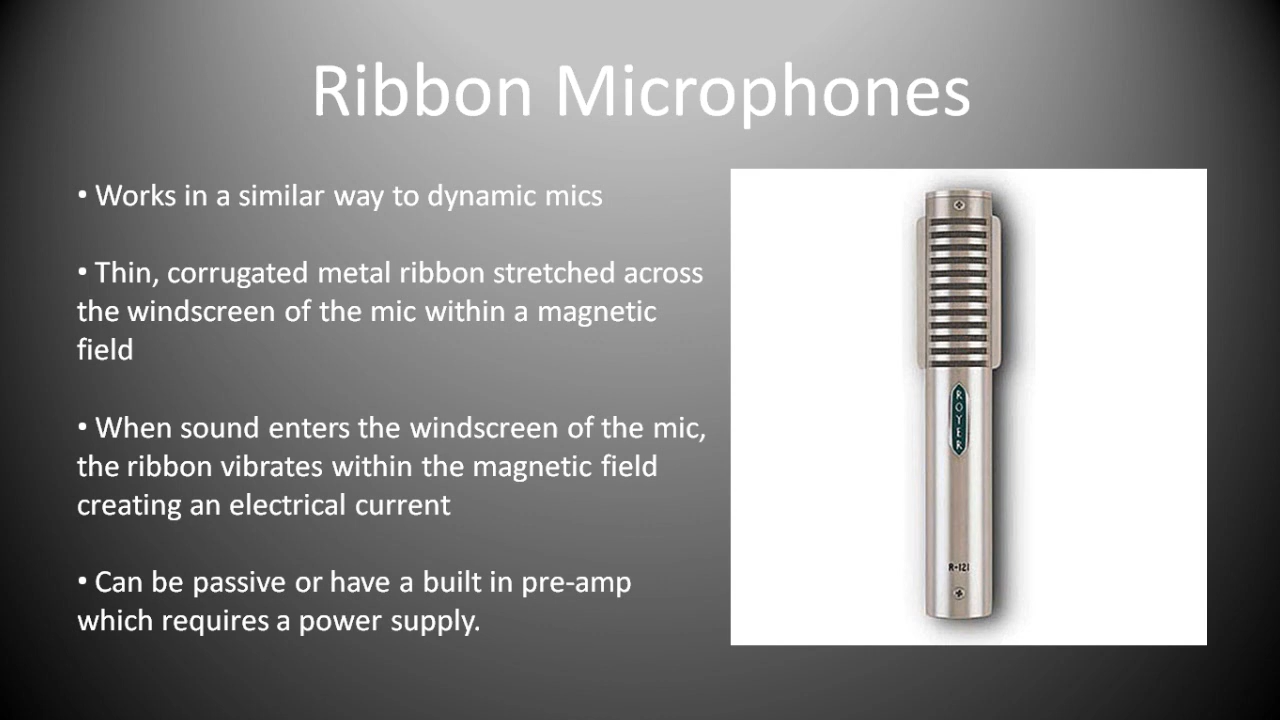 Ribbon Microphones
• Works in a similar way to dynamic mics
• Thin, corrugated metal ribbon stretched across
the windscreen of the mic within a magnetic
field
• When sound enters the windscreen of the mic,
the ribbon vibrates within the magnetic field
creating an electrical current
• Can be passive or have a built in pre-amp
which requires a power supply.
ROYER
R-121